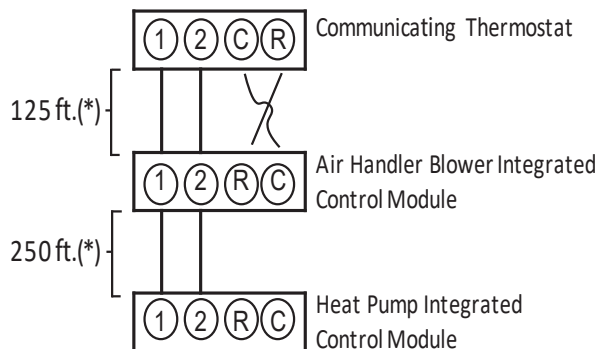 1 2 C R
Communicating Thermostat
125 ft.(*)
1 2 R C
Air Handler Blower Integrated
Control Module
250 ft.(*)
1 2 R C
Heat Pump Integrated
Control Module